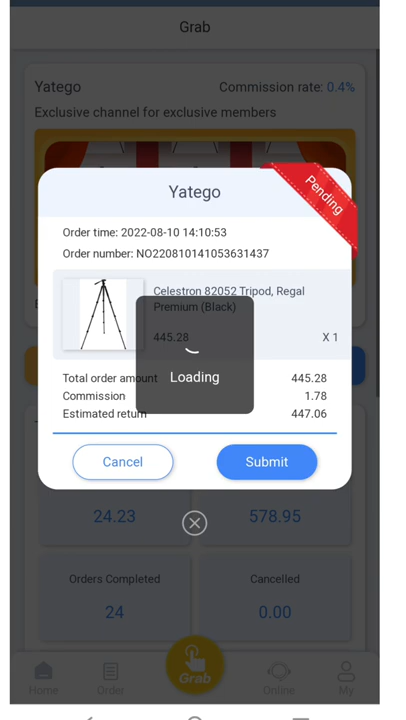 Grab
Yatego
Commission rate: 0.4%
Exclusive channel for exclusive members
Yatego
Pending
Order time: 2022-08-10 14:10:53
Order number: NO220810141053631437
Celestron 82052 Tripod, Regal
Premium (Black)
445.28
X 1
Loading
Total order amount 445.28
Commission 1.78
Estimated return 447.06
Cancel
Submit
24.23
578.95
Orders Completed
Cancelled
24
0.00
Home
Order
Grab
Online
My